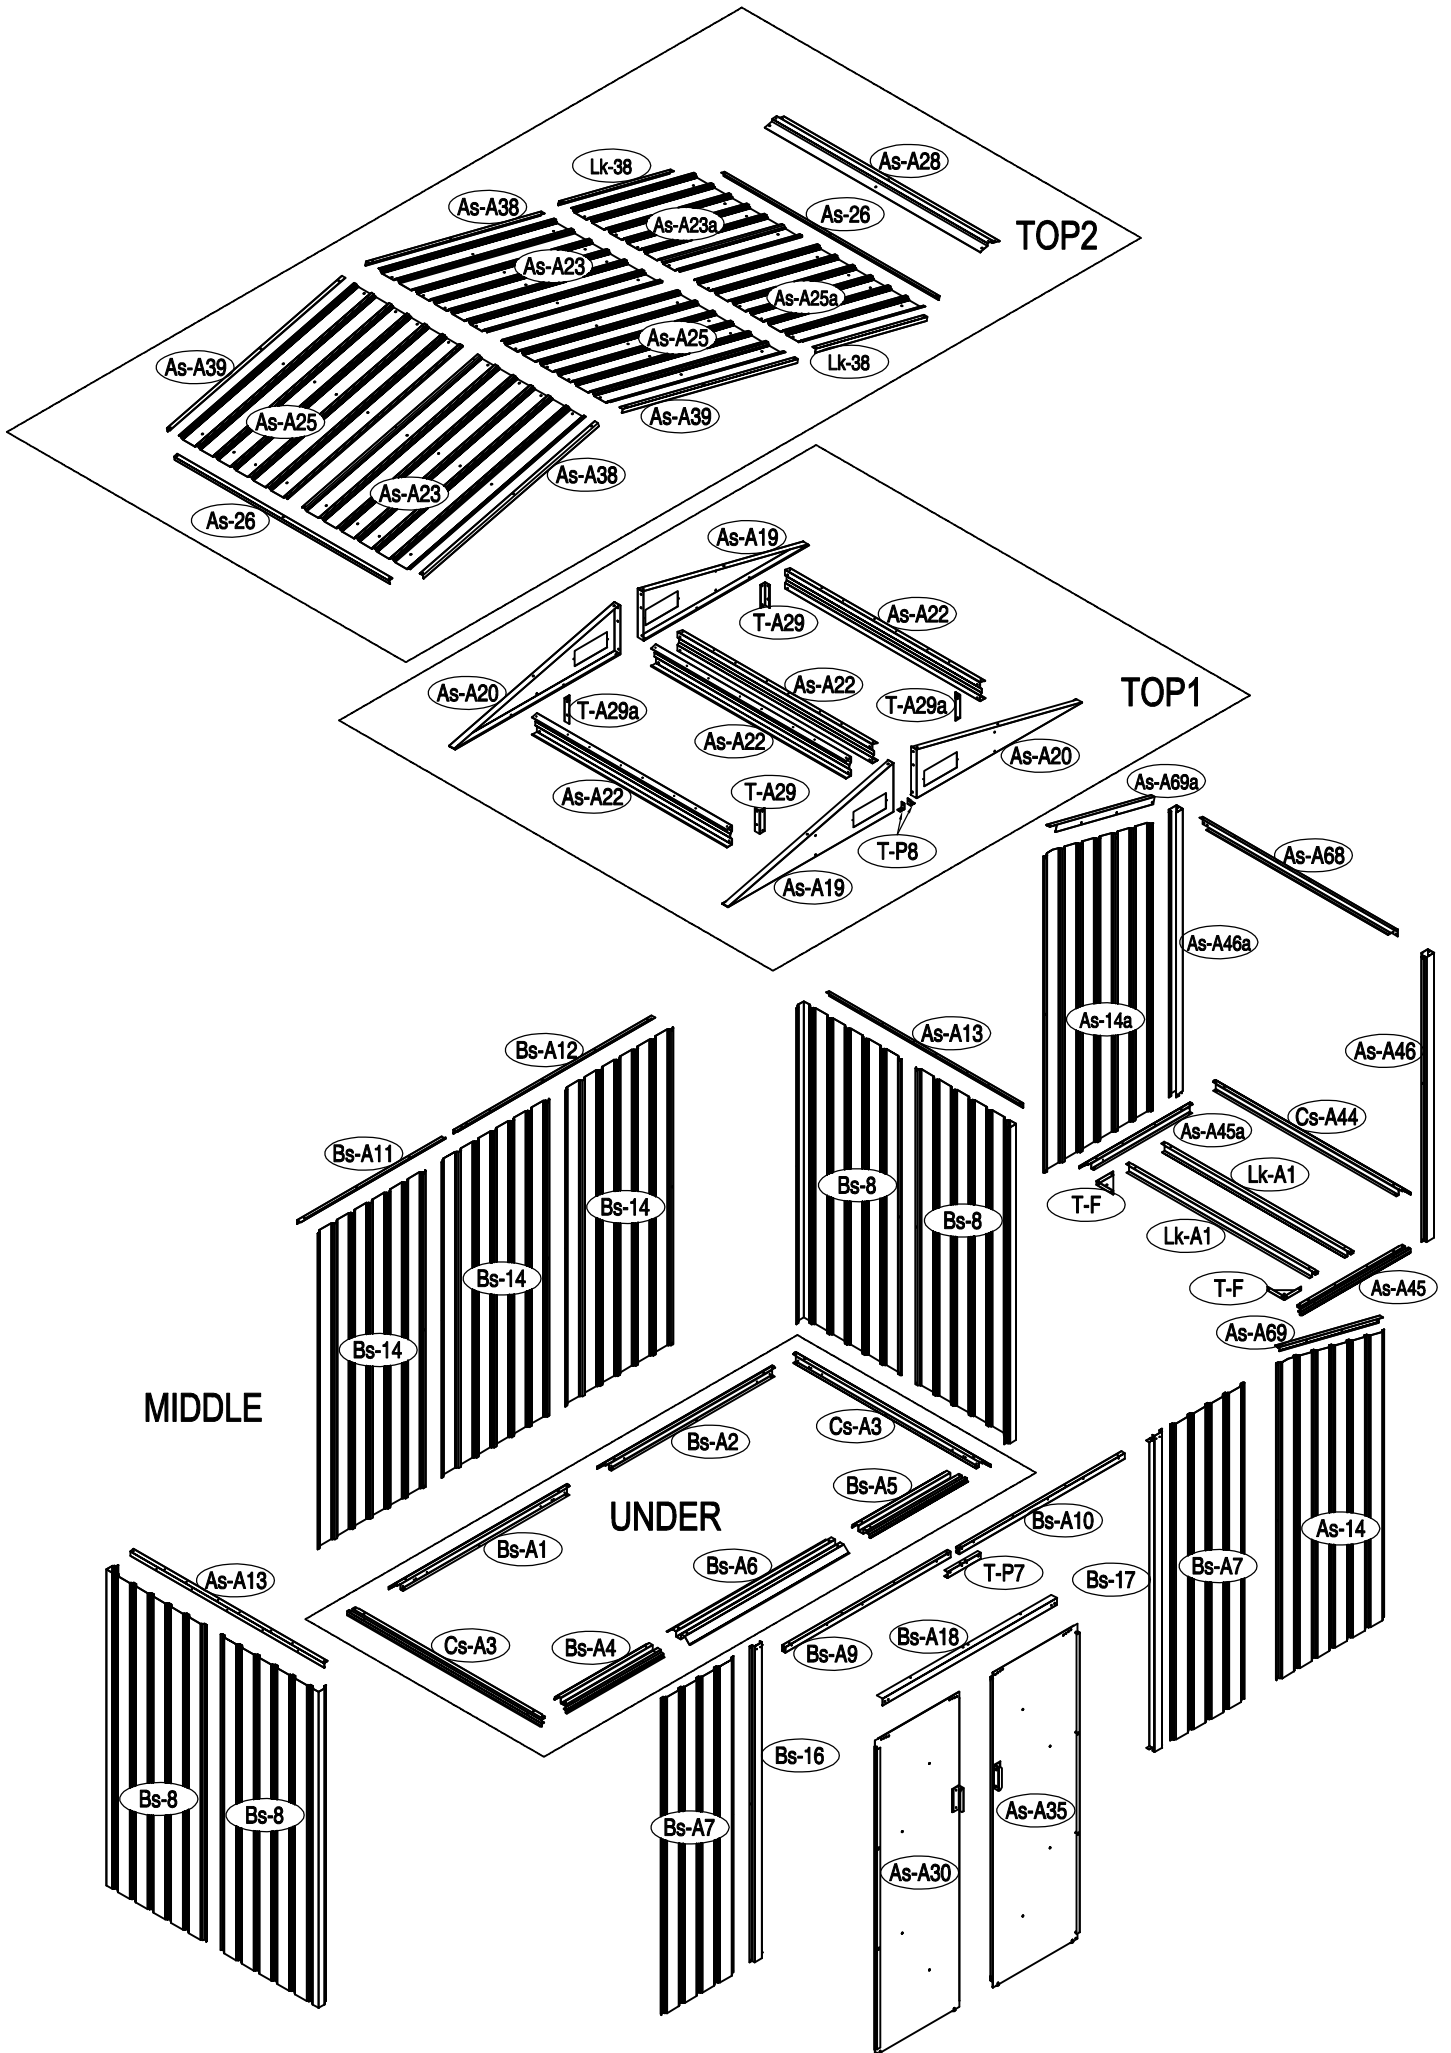 As-A28
Lk-38
As-A38
As-A23a
As-26
TOP2
As-A23
As-A25a
As-A25
Lk-38
As-A39
As-A39
As-A25
As-A38
As-A23
As-26
As-A19
As-A22
T-A29
As-A22
As-A20
T-A29a
T-A29a
TOP1
As-A22
As-A20
As-A22
T-A29
As-A69a
T-P8
As-A19
As-A68
As-A46a
As-14a
As-A13
Bs-A12
As-A46
Cs-A44
As-A45a
Bs-A11
Lk-A1
Bs-8
T-F
Bs-14
Bs-8
Lk-A1
Bs-14
T-F
As-A45
As-A69
Bs-14
MIDDLE
Cs-A3
Bs-A2
Bs-A5
UNDER
Bs-A10
As-14
Bs-A1
Bs-A6
T-P7
Bs-17
Bs-A7
As-A13
Bs-A18
Cs-A3
Bs-A4
Bs-A9
Bs-16
Bs-8
As-A35
Bs-8
Bs-A7
As-A30